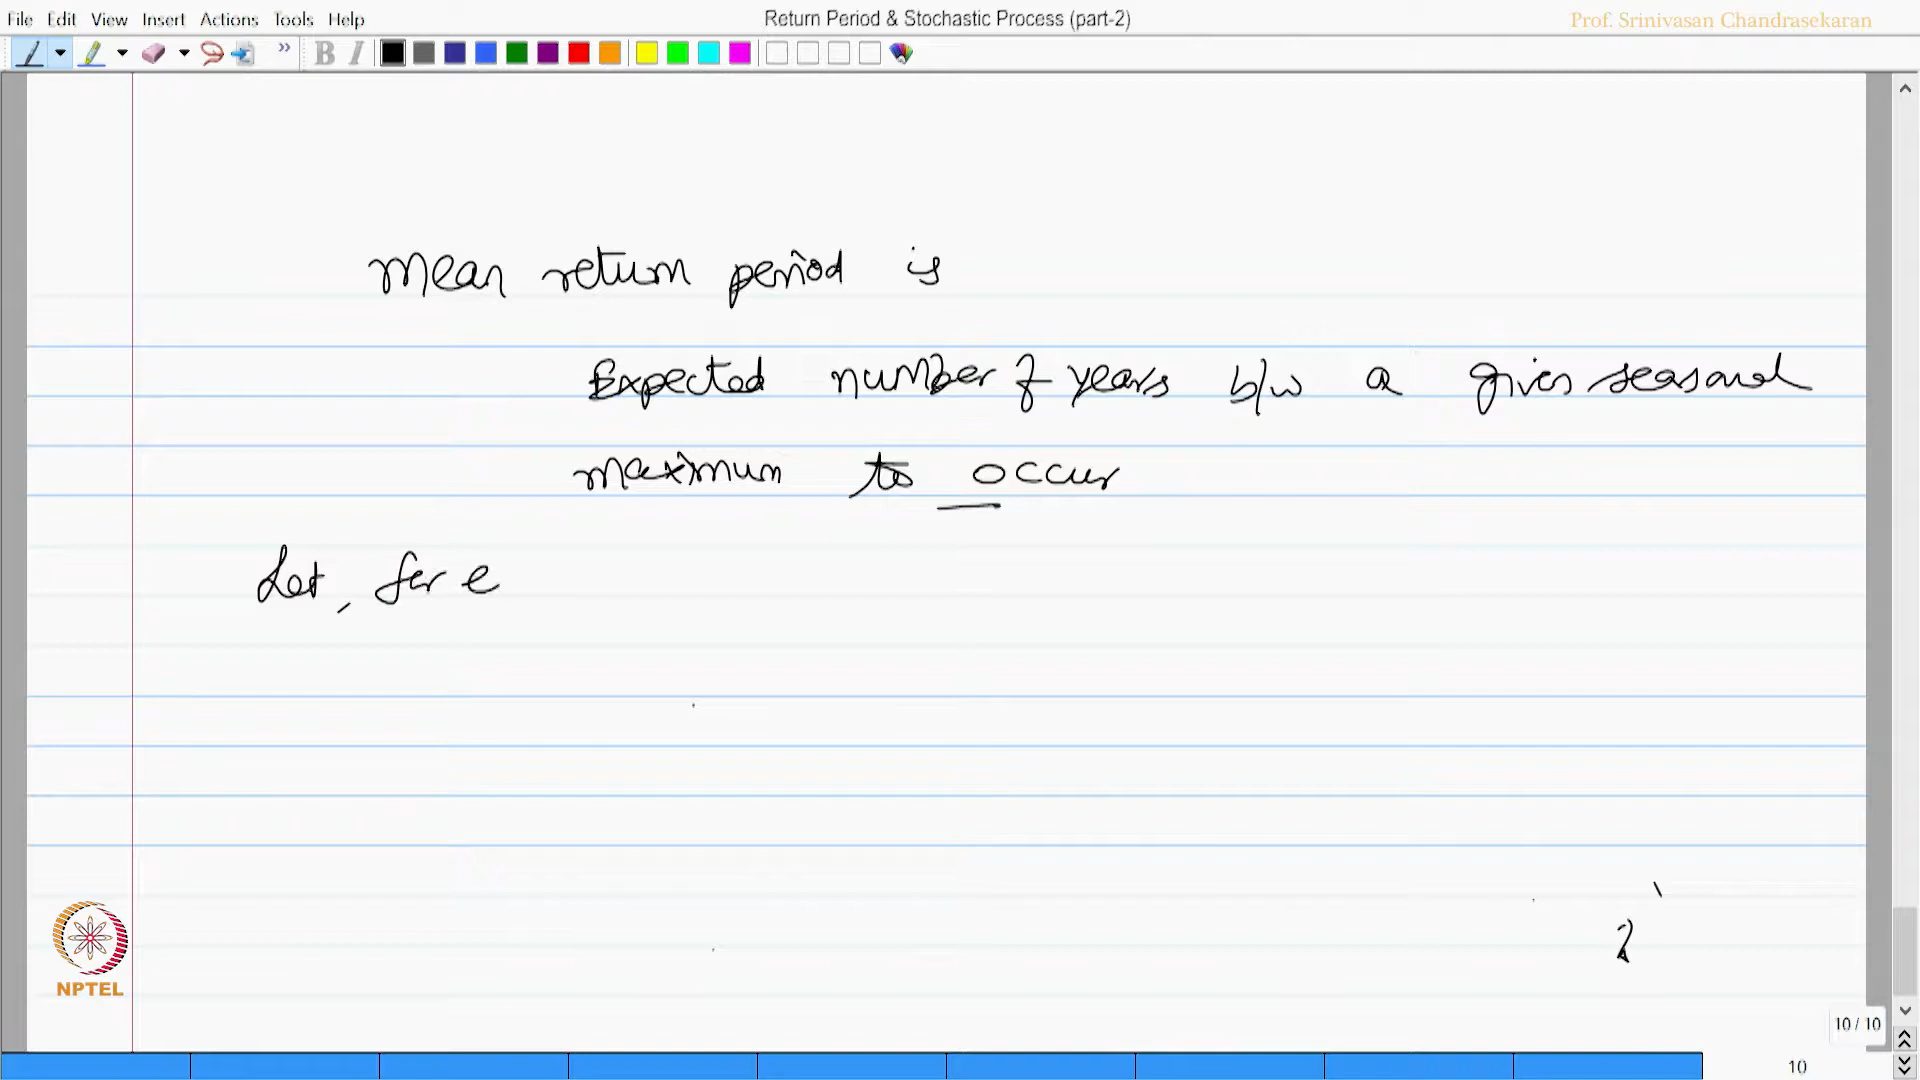 File Edit View Insert Actions Tools Help
Return Period & Stochastic Process (part-2)
Prof. Srinivasan Chandrasekaran
B I
mean return period is
Expected number of years b/w a given seasonal
maximum to occur
Let, for e
2
NPTEL
10 / 10
10